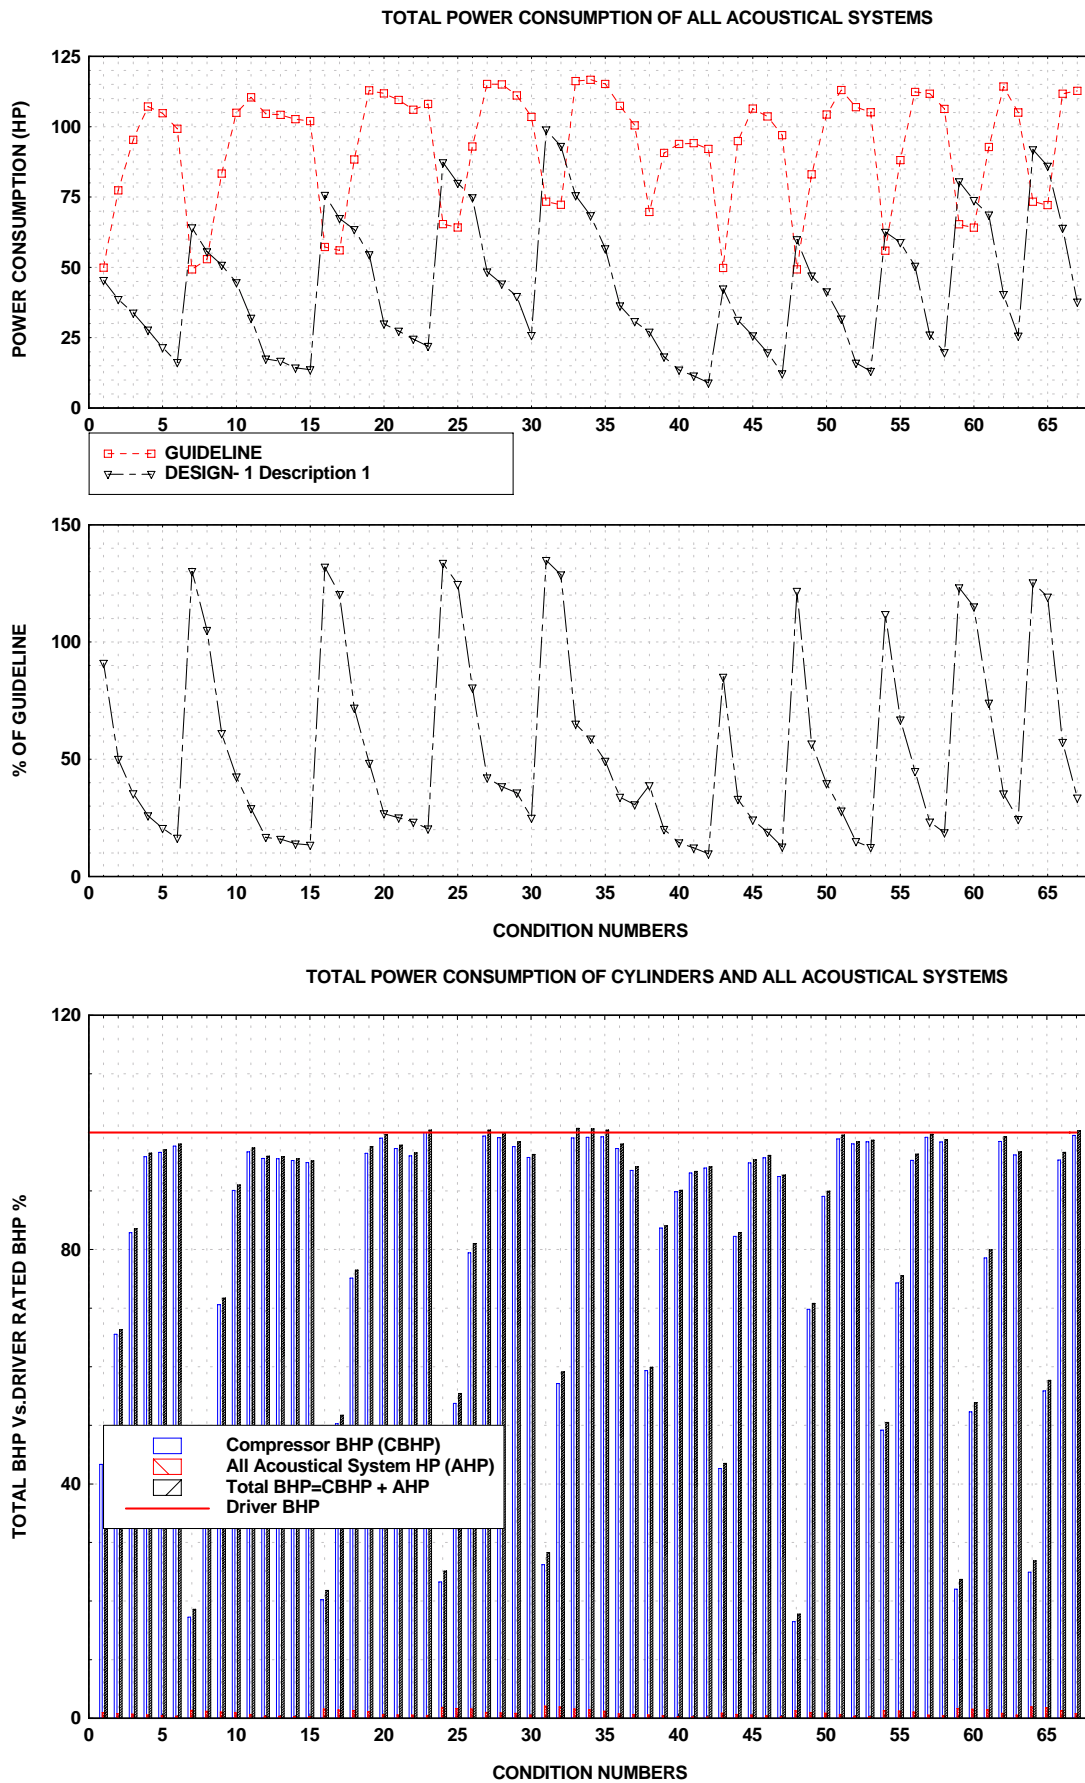 TOTAL POWER CONSUMPTION OF ALL ACOUSTICAL SYSTEMS
POWER CONSUMPTION (HP)
125
100
75
50
25
0
0 5 10 15 20 25 30 35 40 45 50 55 60 65
GUIDELINE
DESIGN- 1 Description 1
% OF GUIDELINE
150
100
50
0
0 5 10 15 20 25 30 35 40 45 50 55 60 65
CONDITION NUMBERS
TOTAL POWER CONSUMPTION OF CYLINDERS AND ALL ACOUSTICAL SYSTEMS
TOTAL BHP Vs.DRIVER RATED BHP %
120
80
40
0
Compressor BHP (CBHP)
All Acoustical System HP (AHP)
Total BHP=CBHP + AHP
Driver BHP
0 5 10 15 20 25 30 35 40 45 50 55 60 65
CONDITION NUMBERS